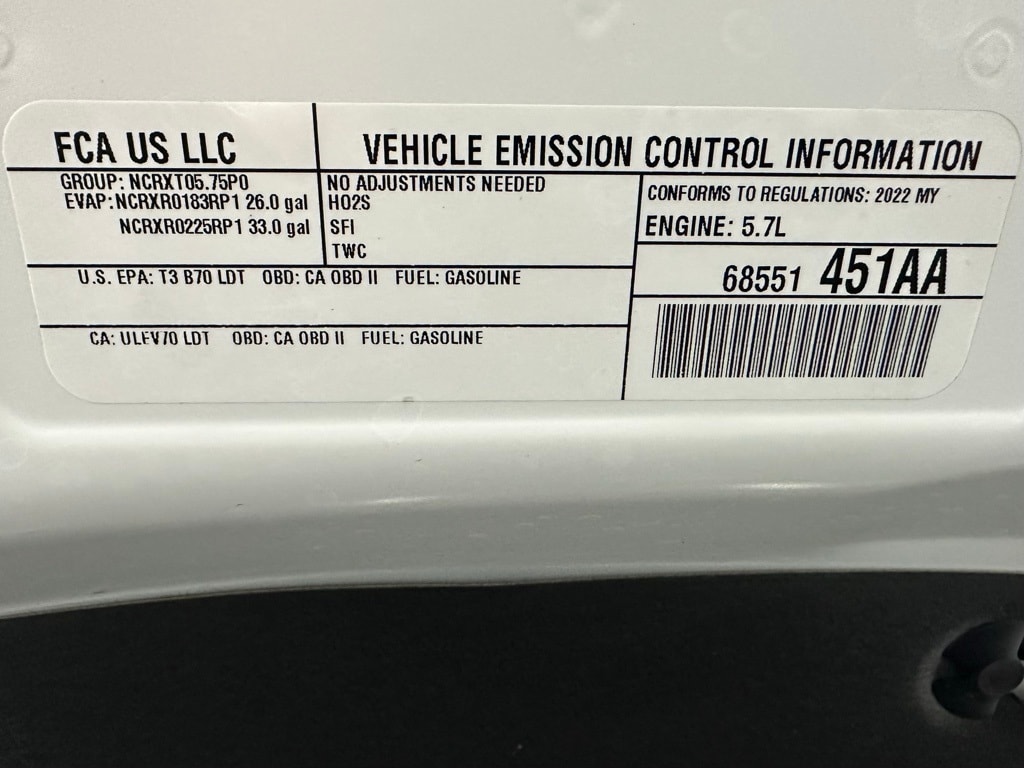 FCA US LLC
VEHICLE EMISSION CONTROL INFORMATION
GROUP: NCRXT05.75P0
EVAP: NCRXR0183RP1 26.0 gal
NCRXR0225RP1 33.0 gal
NO ADJUSTMENTS NEEDED
HO2S
SFI
TWC
CONFORMS TO REGULATIONS: 2022 MY
ENGINE: 5.7L
68551 451AA
U.S. EPA: T3 B70 LDT OBD: CA OBD II FUEL: GASOLINE
CA: ULEV70 LDT OBD: CA OBD II FUEL: GASOLINE